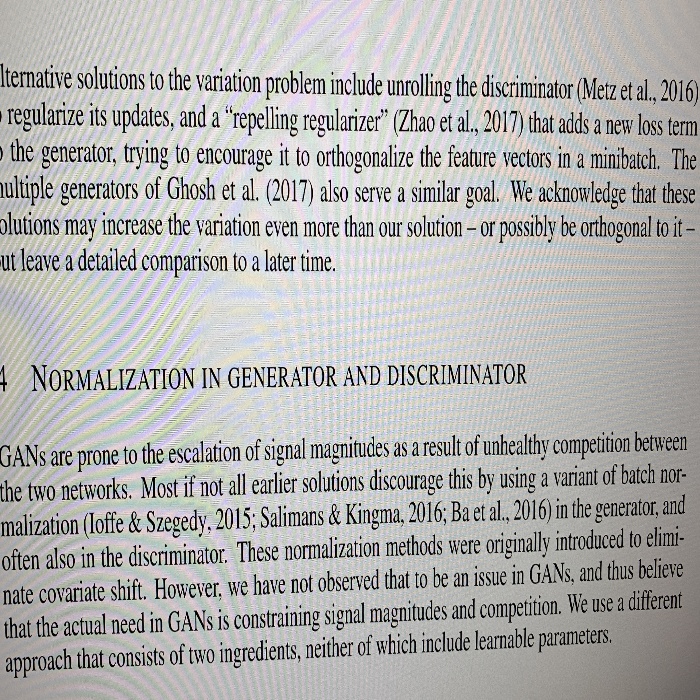 lternative solutions to the variation problem include unrolling the discriminator (Metz et al., 2016)
regularize its updates, and a “repelling regularizer” (Zhao et al., 2017) that adds a new loss term
the generator, trying to encourage it to orthogonalize the feature vectors in a minibatch. The
ultiple generators of Ghosh et al. (2017) also serve a similar goal. We acknowledge that these
olutions may increase the variation even more than our solution – or possibly be orthogonal to it –
ut leave a detailed comparison to a later time.
4 NORMALIZATION IN GENERATOR AND DISCRIMINATOR
GANs are prone to the escalation of signal magnitudes as a result of unhealthy competition between
the two networks. Most if not all earlier solutions discourage this by using a variant of batch nor-
malization (Ioffe & Szegedy, 2015; Salimans & Kingma, 2016; Ba et al., 2016) in the generator, and
often also in the discriminator. These normalization methods were originally introduced to elimi-
nate covariate shift. However, we have not observed that to be an issue in GANs, and thus believe
that the actual need in GANs is constraining signal magnitudes and competition. We use a different
approach that consists of two ingredients, neither of which include learnable parameters.